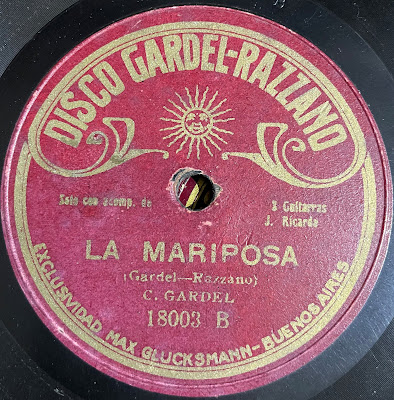 DISCO GARDEL-RAZZANO
Solo con acomp. de
2 Guitarras
J. Ricardo
LA MARIPOSA
(Gardel—Razzano)
C. GARDEL
18003 B
EXCLUSIVIDAD MAX GLUCKSMANN-BUENOS AIRES